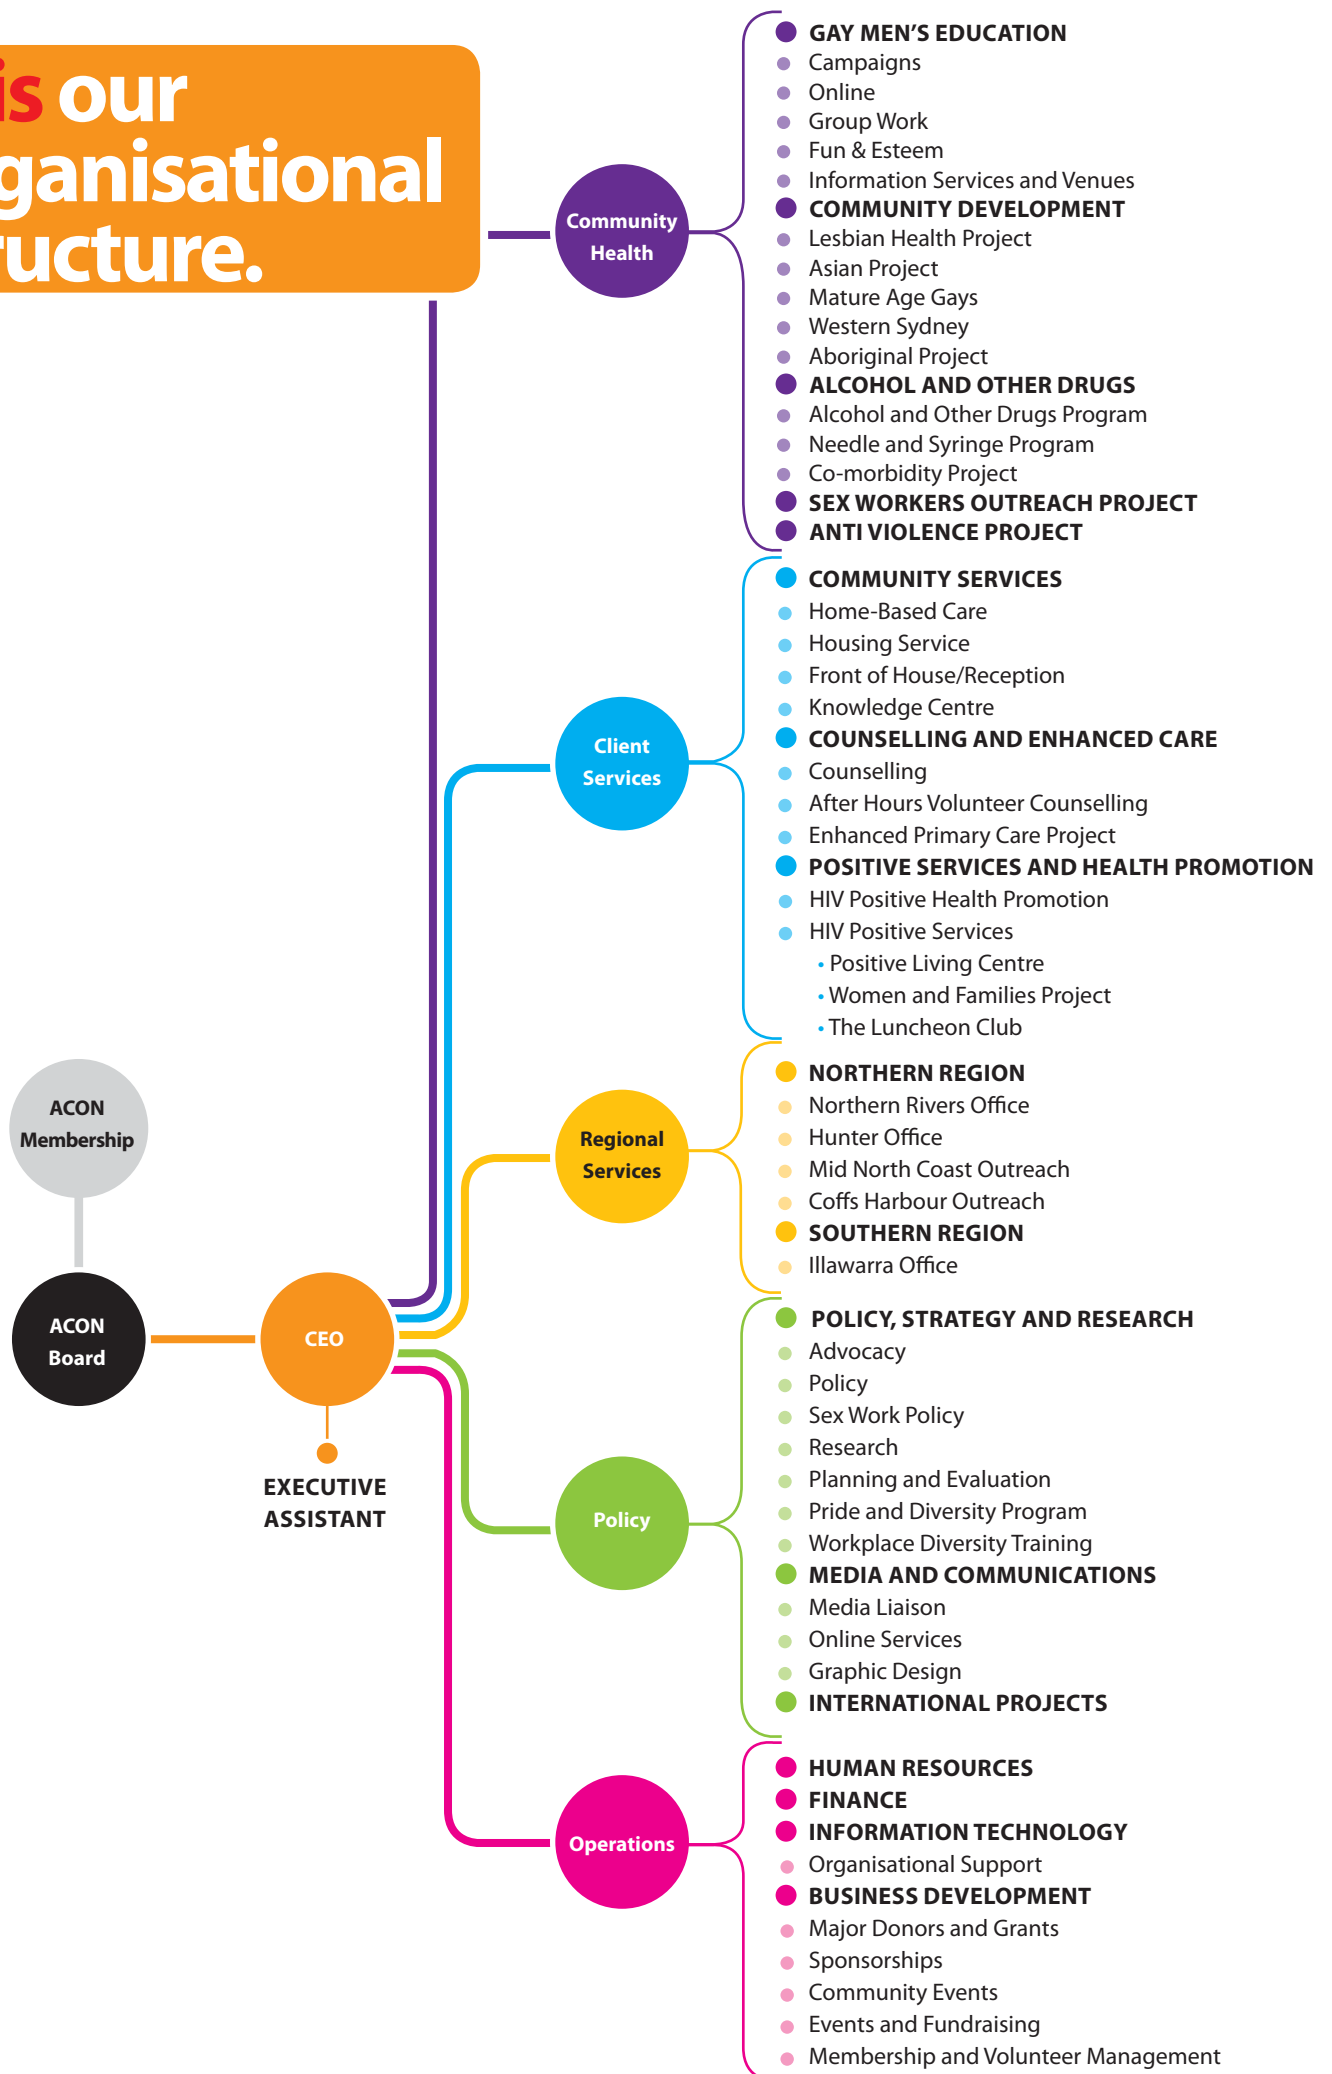 is our
ganisational
ructure.
Community
Health
GAY MEN'S EDUCATION
Campaigns
Online
Group Work
Fun & Esteem
Information Services and Venues
COMMUNITY DEVELOPMENT
Lesbian Health Project
Asian Project
Mature Age Gays
Western Sydney
Aboriginal Project
ALCOHOL AND OTHER DRUGS
Alcohol and Other Drugs Program
Needle and Syringe Program
Co-morbidity Project
SEX WORKERS OUTREACH PROJECT
ANTI VIOLENCE PROJECT
Client
Services
COMMUNITY SERVICES
Home-Based Care
Housing Service
Front of House/Reception
Knowledge Centre
COUNSELLING AND ENHANCED CARE
Counselling
After Hours Volunteer Counselling
Enhanced Primary Care Project
POSITIVE SERVICES AND HEALTH PROMOTION
HIV Positive Health Promotion
HIV Positive Services
• Positive Living Centre
• Women and Families Project
• The Luncheon Club
ACON
Membership
ACON
Board
CEO
EXECUTIVE
ASSISTANT
Regional
Services
NORTHERN REGION
Northern Rivers Office
Hunter Office
Mid North Coast Outreach
Coffs Harbour Outreach
SOUTHERN REGION
Illawarra Office
Policy
POLICY, STRATEGY AND RESEARCH
Advocacy
Policy
Sex Work Policy
Research
Planning and Evaluation
Pride and Diversity Program
Workplace Diversity Training
MEDIA AND COMMUNICATIONS
Media Liaison
Online Services
Graphic Design
INTERNATIONAL PROJECTS
Operations
HUMAN RESOURCES
FINANCE
INFORMATION TECHNOLOGY
Organisational Support
BUSINESS DEVELOPMENT
Major Donors and Grants
Sponsorships
Community Events
Events and Fundraising
Membership and Volunteer Management